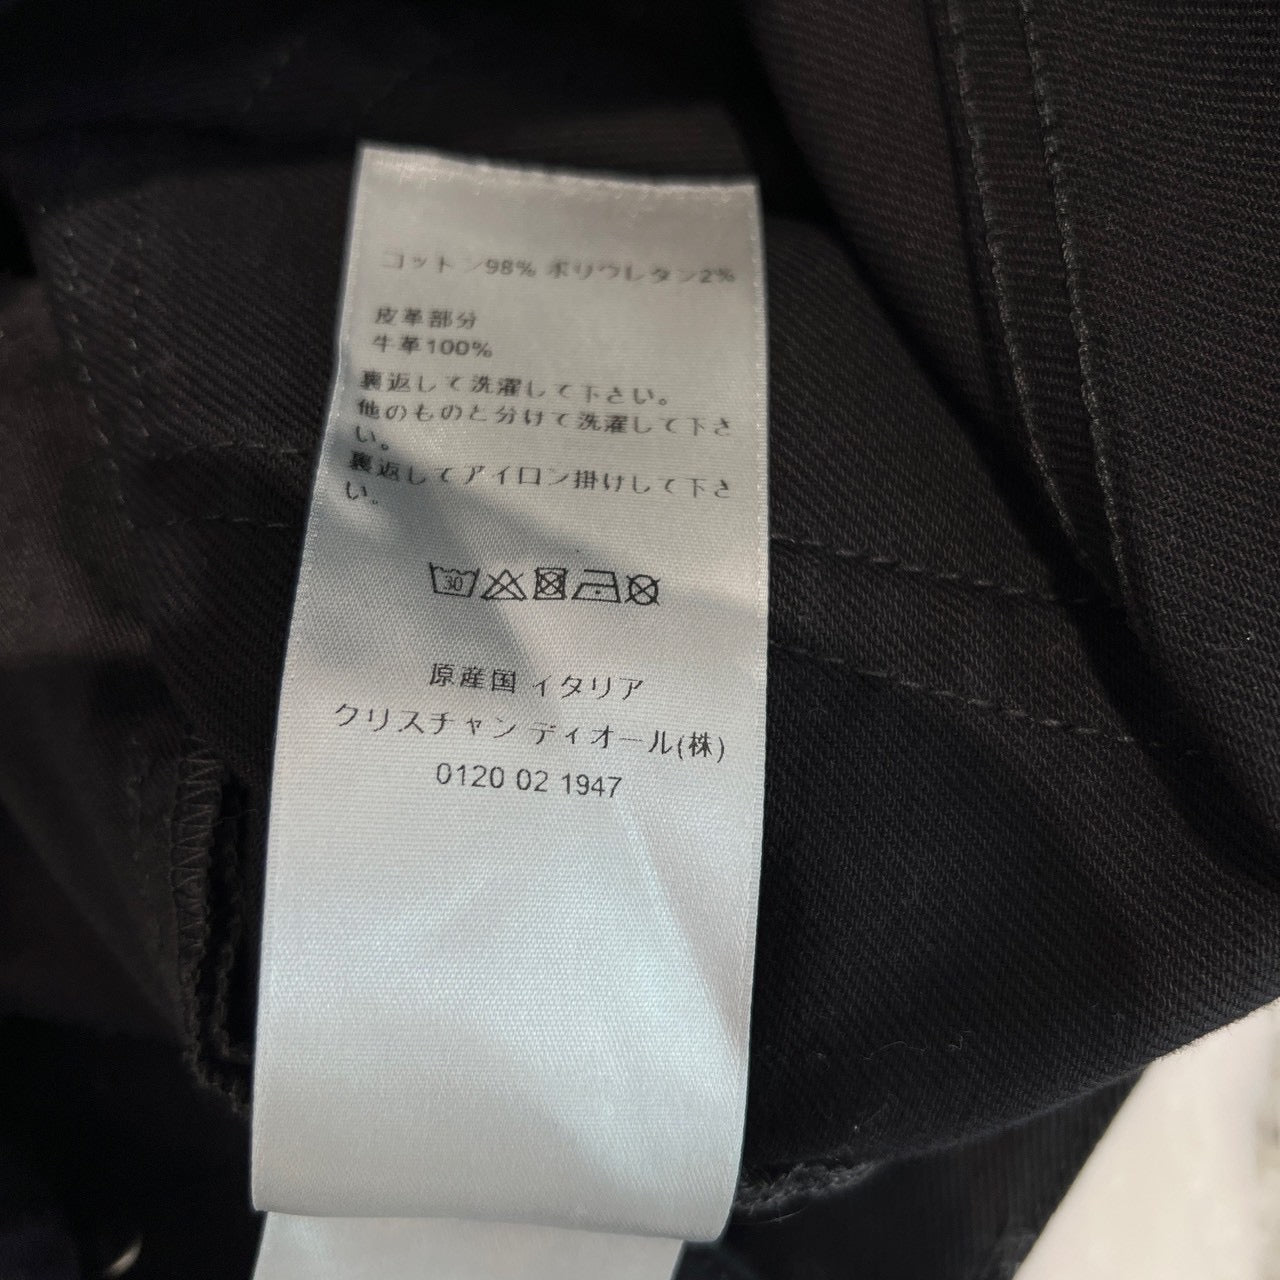 コットン98% ポリウレタン2%
皮革部分
牛革100%
裏返して洗濯して下さい。
他のものと分けて洗濯して下さ
い。
裏返してアイロン掛けして下さ
い。
30
原産国 イタリア
クリスチャン ディオール(株)
0120 02 1947